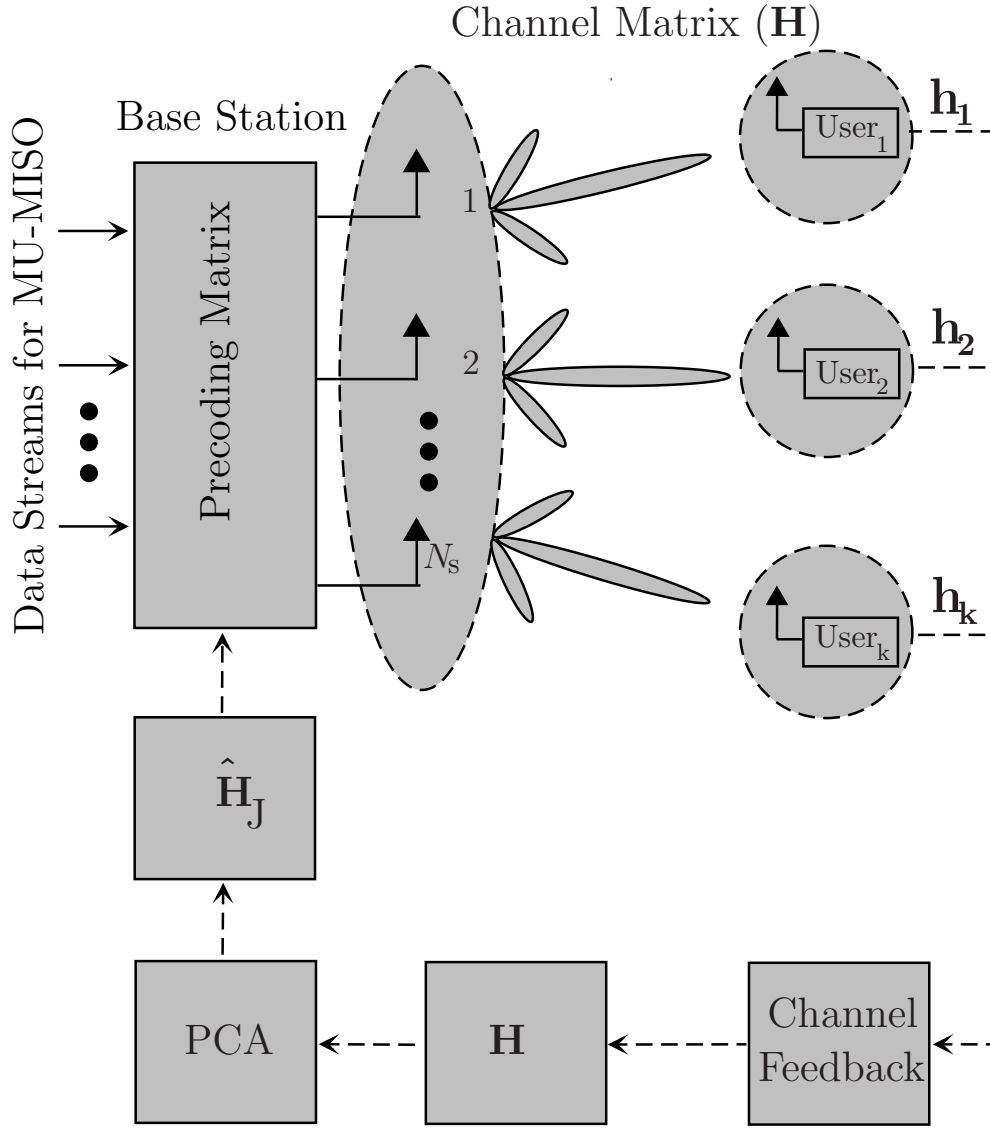 Channel Matrix (𝐇)
Base Station
Data Streams for MU-MISO
Precoding Matrix
1
2
Nₛ
User₁
𝐡₁
User₂
𝐡₂
Userₖ
𝐡ₖ
𝐇̂_J
PCA
𝐇
Channel
Feedback